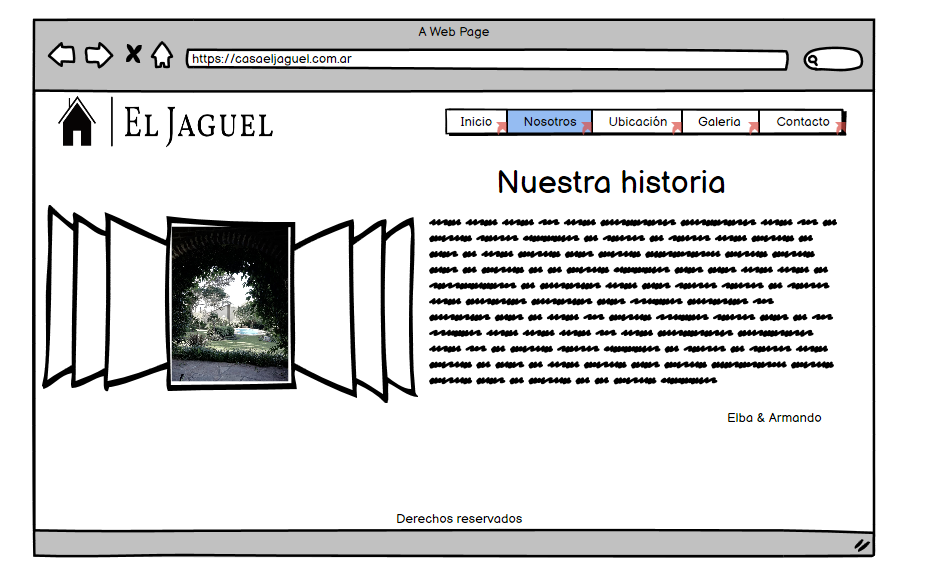 A Web Page
https://casaeljaguel.com.ar
El Jaguel
Inicio Nosotros Ubicación Galeria Contacto
Nuestra historia
Elba & Armando
Derechos reservados